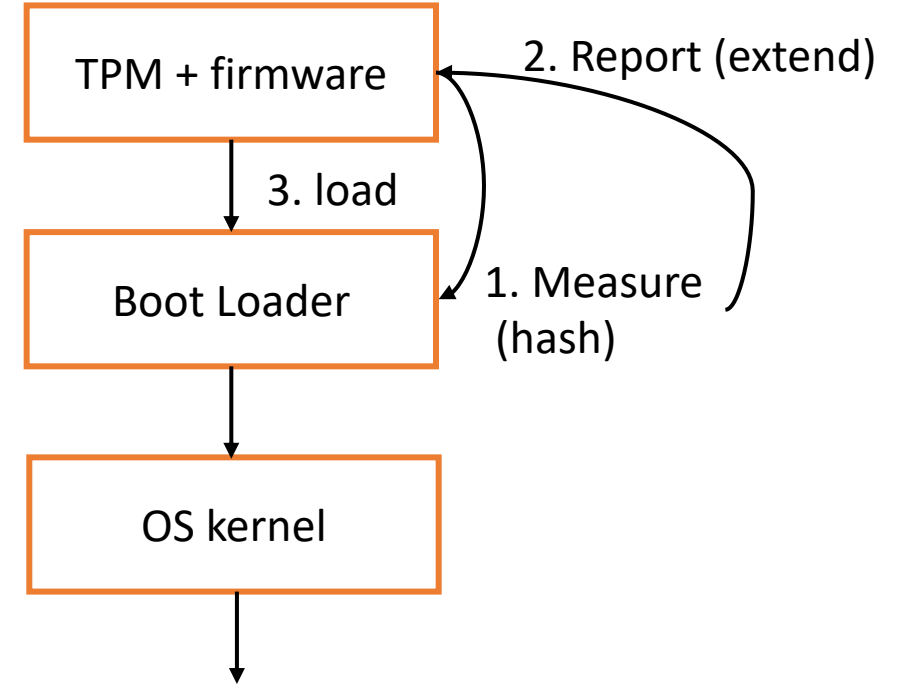 TPM + firmware
2. Report (extend)
3. load
Boot Loader
1. Measure
(hash)
OS kernel